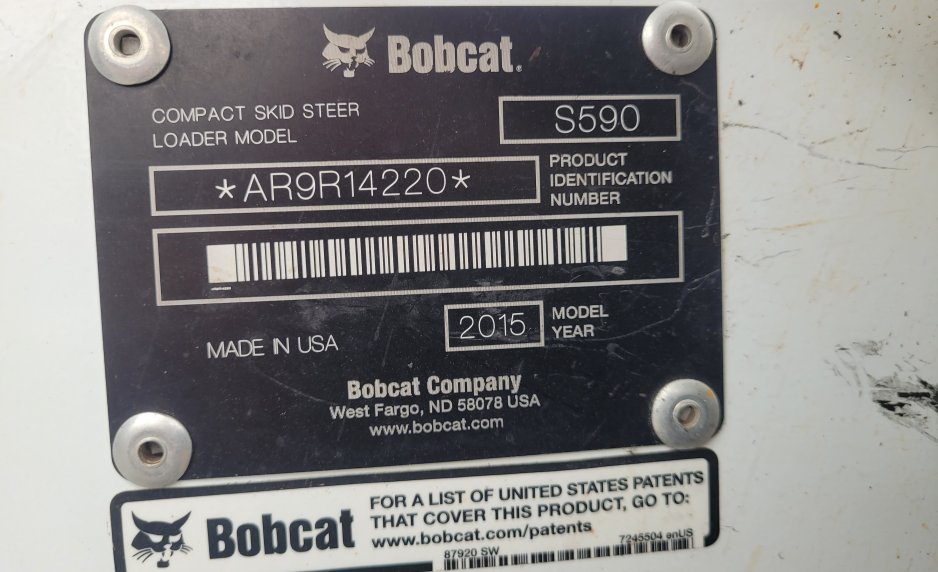 Bobcat®
COMPACT SKID STEER
LOADER MODEL
S590
*AR9R14220*
PRODUCT
IDENTIFICATION
NUMBER
MADE IN USA
2015
MODEL
YEAR
Bobcat Company
West Fargo, ND 58078 USA
www.bobcat.com
Bobcat
FOR A LIST OF UNITED STATES PATENTS
THAT COVER THIS PRODUCT, GO TO:
www.bobcat.com/patents
87920 SW
7245504 enUS